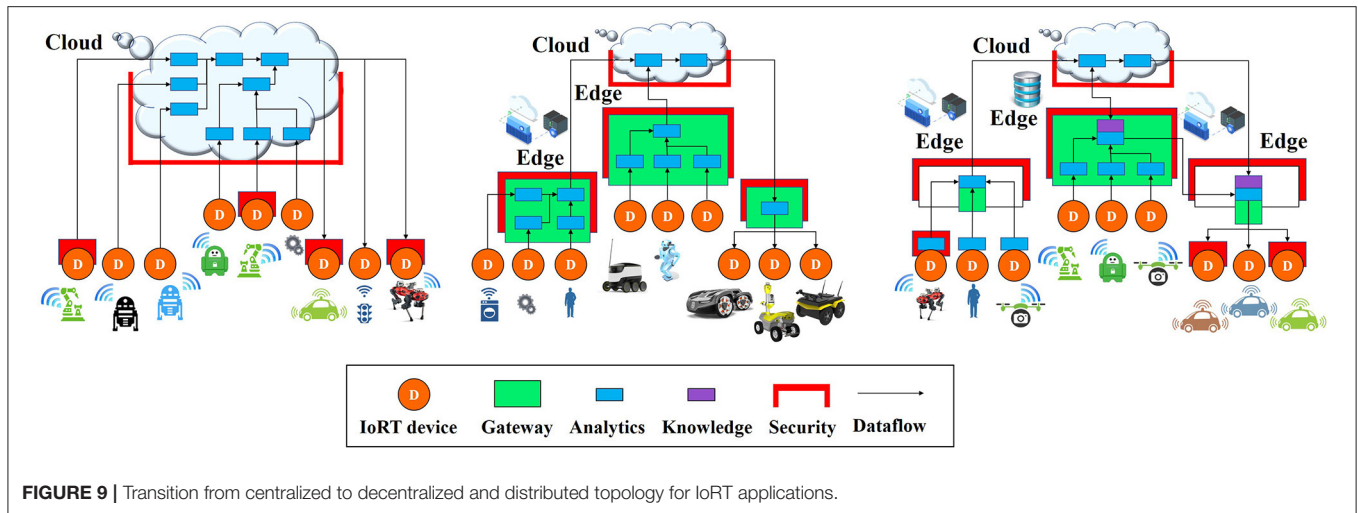 Cloud
D
D
D
D
D
D
D
D
D
Cloud
Edge
Edge
D
D
D
D
D
D
D
D
D
Cloud
Edge
Edge
Edge
D
D
D
D
D
D
D
D
D
D
IoRT device
Gateway
Analytics
Knowledge
Security
Dataflow
FIGURE 9 | Transition from centralized to decentralized and distributed topology for IoRT applications.